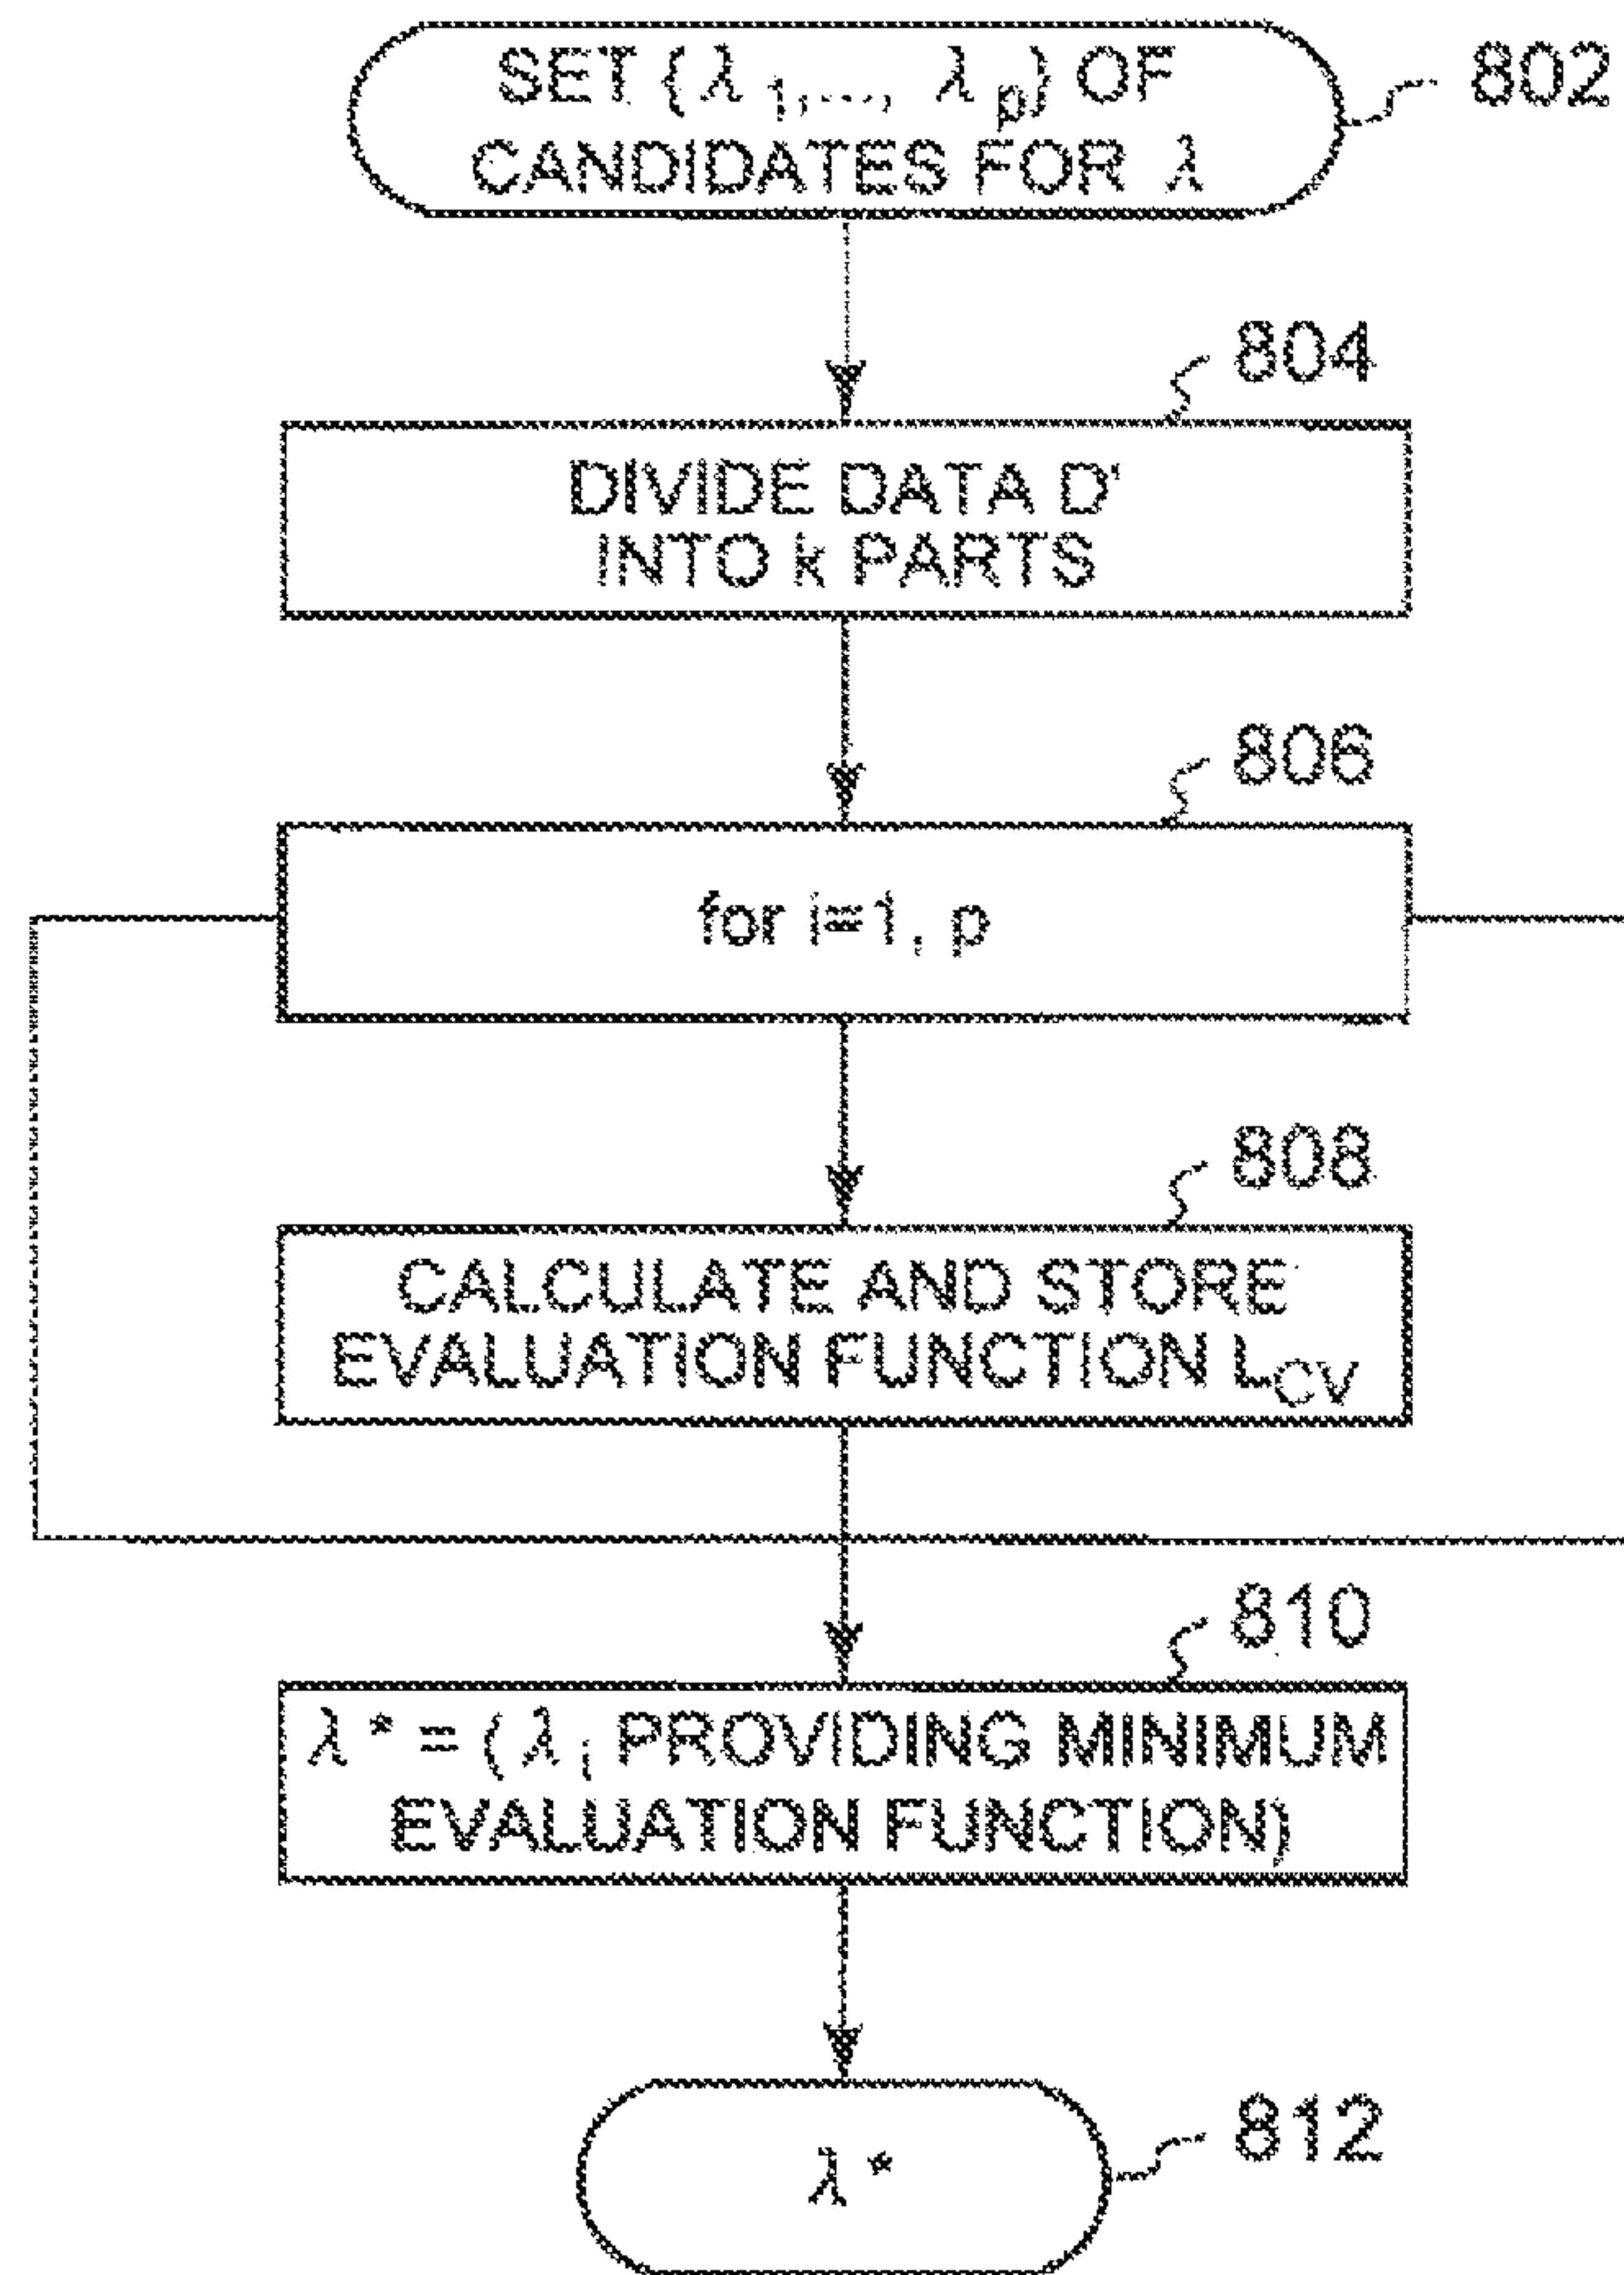 SET { λ 1,..., λ p} OF
CANDIDATES FOR λ
802
804
DIVIDE DATA D'
INTO k PARTS
806
for i=1, p
808
CALCULATE AND STORE
EVALUATION FUNCTION LCV
810
λ * = ( λ i PROVIDING MINIMUM
EVALUATION FUNCTION)
λ *
812